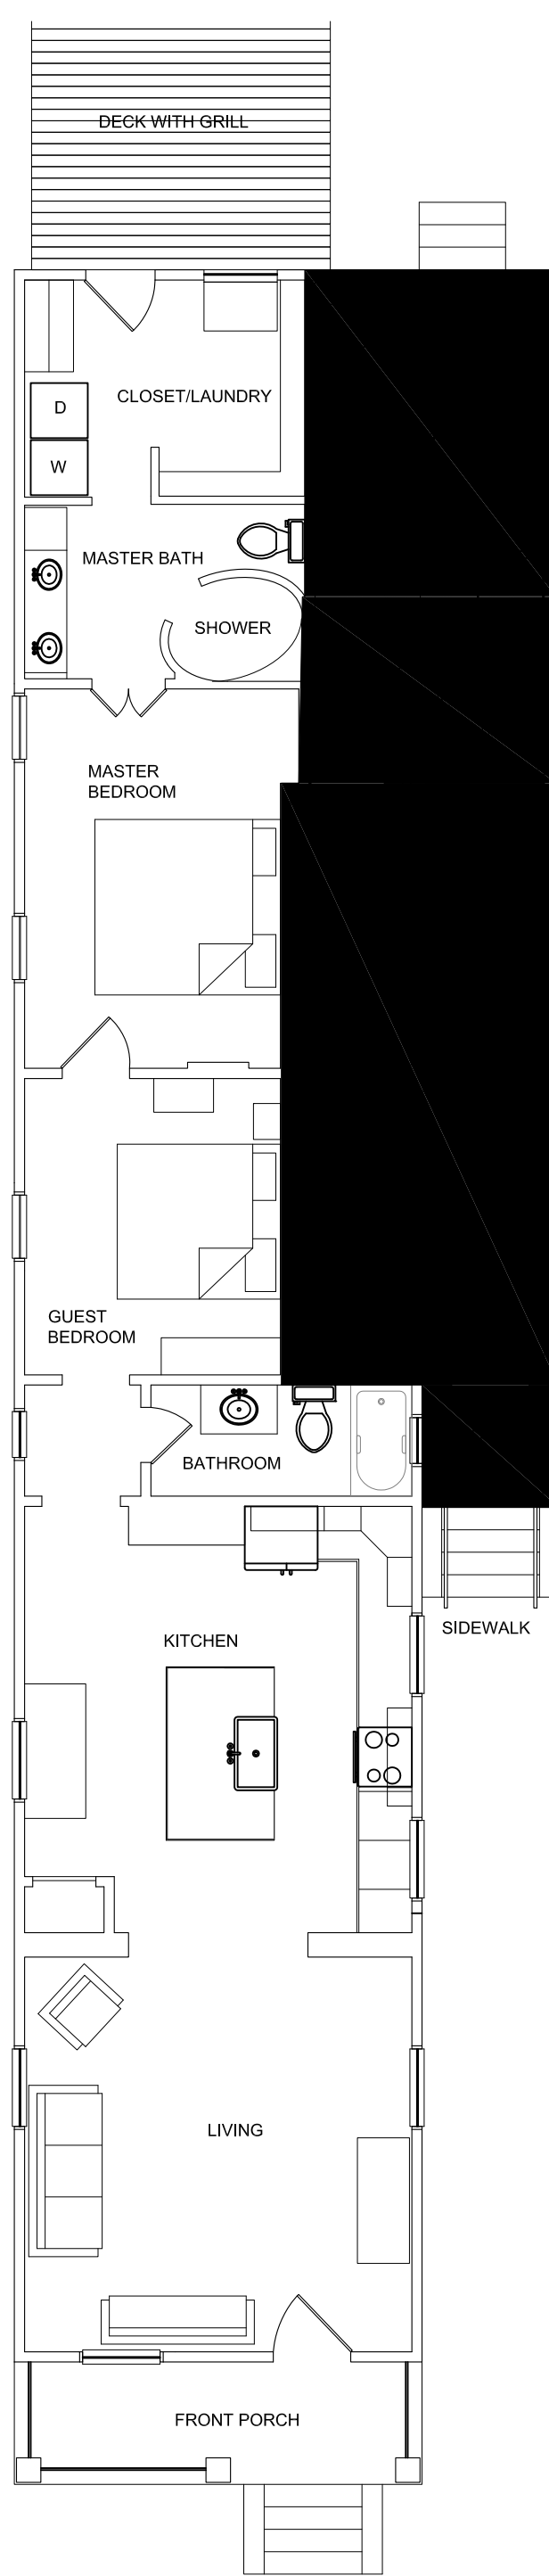 DECK WITH GRILL
CLOSET/LAUNDRY
D
W
MASTER BATH
SHOWER
MASTER
BEDROOM
GUEST
BEDROOM
BATHROOM
SIDEWALK
KITCHEN
LIVING
FRONT PORCH